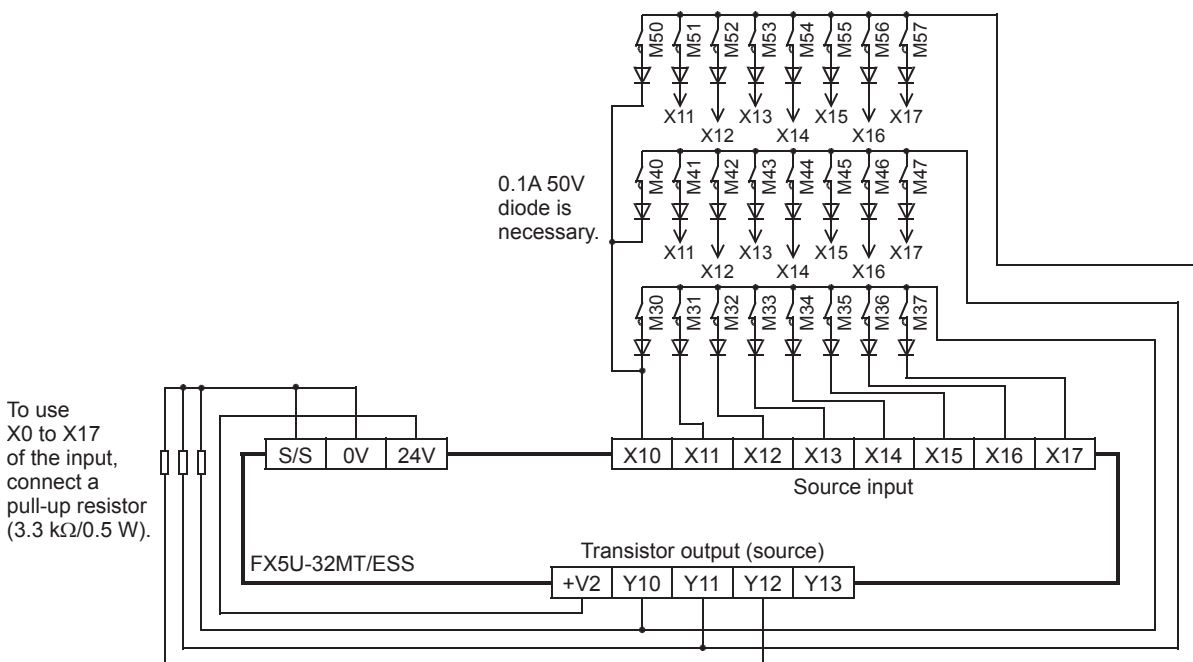 M50 M51 M52 M53 M54 M55 M56 M57
X11 X13 X15 X17
X12 X14 X16
M40 M41 M42 M43 M44 M45 M46 M47
0.1A 50V
diode is
necessary.
X11 X13 X15 X17
X12 X14 X16
M30 M31 M32 M33 M34 M35 M36 M37
To use
X0 to X17
of the input,
connect a
pull-up resistor
(3.3 kΩ/0.5 W).
S/S 0V 24V
X10 X11 X12 X13 X14 X15 X16 X17
Source input
FX5U-32MT/ESS
Transistor output (source)
+V2 Y10 Y11 Y12 Y13